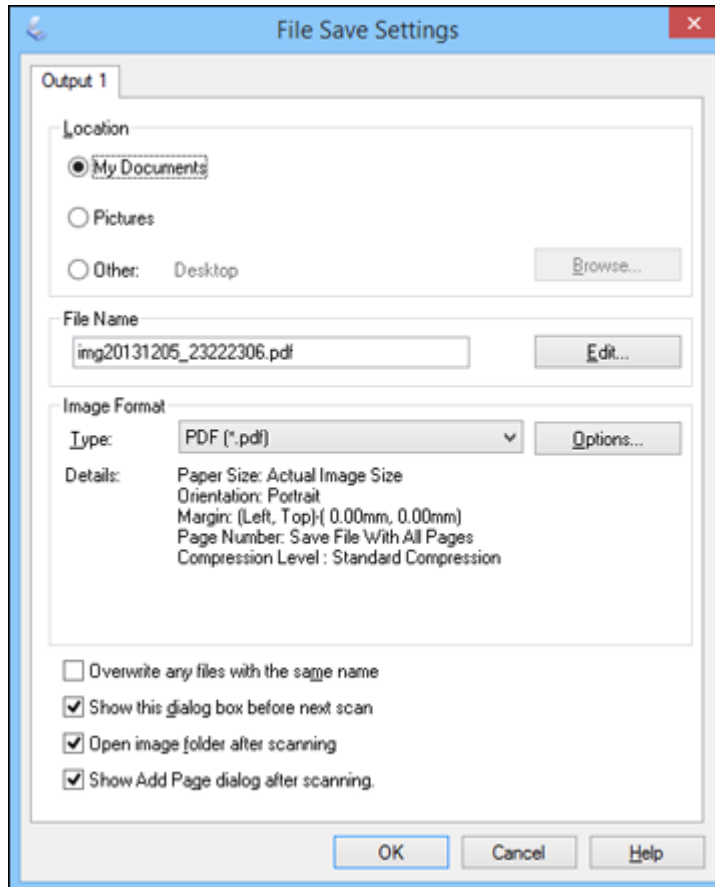 File Save Settings
Output 1
Location
My Documents
Pictures
Other: Desktop Browse...
File Name
img20131205_23222306.pdf Edit...
Image Format
Type: PDF (*.pdf) Options...
Details: Paper Size: Actual Image Size
Orientation: Portrait
Margin: (Left, Top)-( 0.00mm, 0.00mm)
Page Number: Save File With All Pages
Compression Level : Standard Compression
Overwrite any files with the same name
Show this dialog box before next scan
Open image folder after scanning
Show Add Page dialog after scanning.
OK Cancel Help